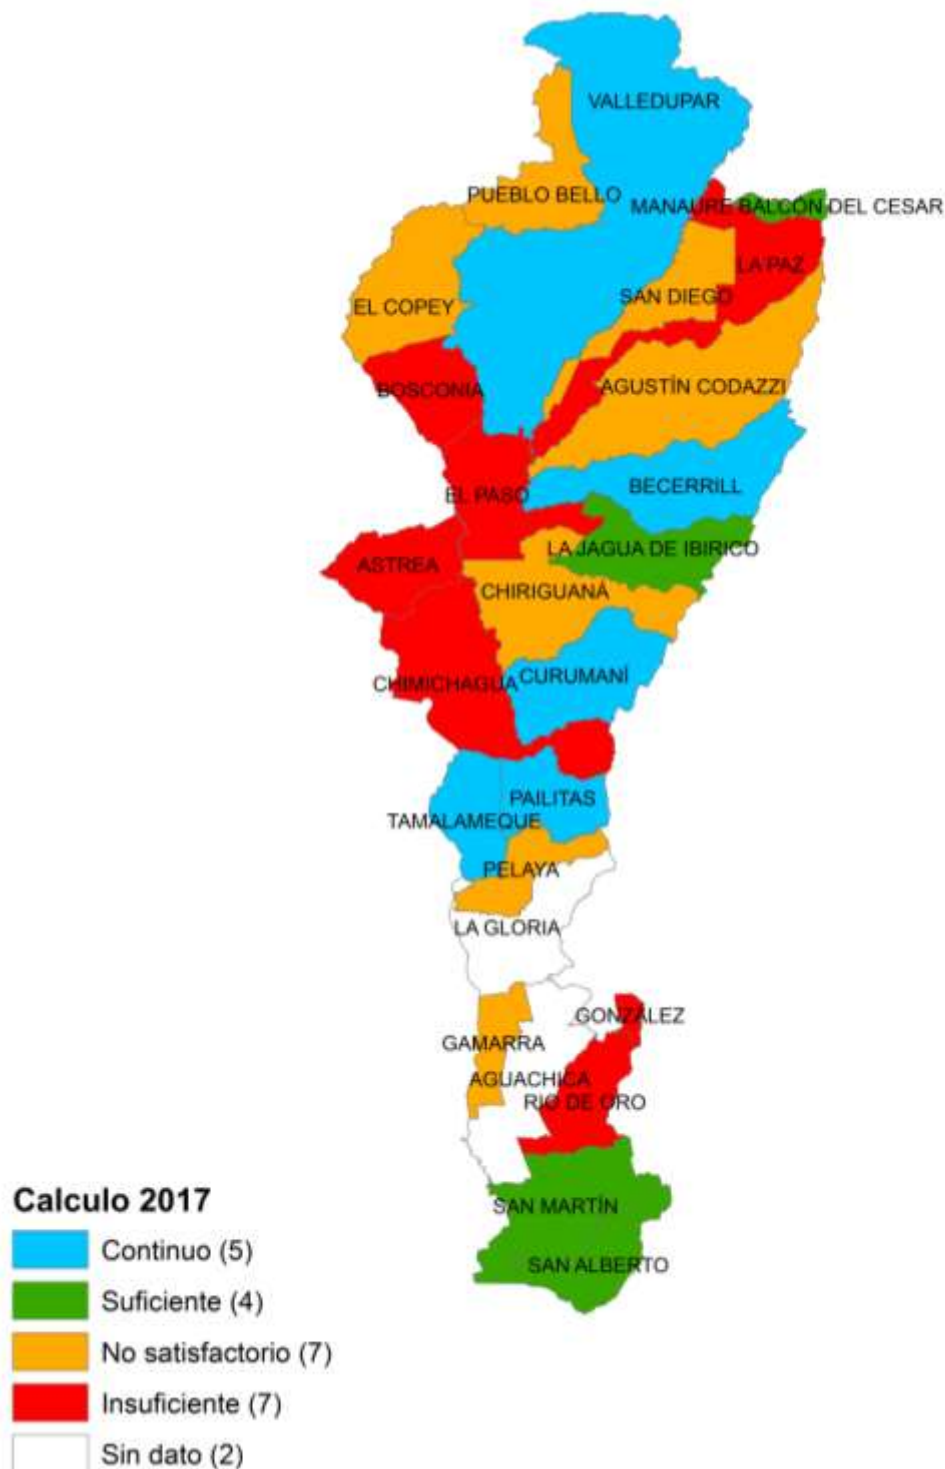 VALLEDUPAR
PUEBLO BELLO
MANAURE BALCÓN DEL CESAR
LA PAZ
SAN DIEGO
EL COPEY
BOSCONIA
AGUSTÍN CODAZZI
BECERRILL
EL PASO
LA JAGUA DE IBIRICO
ASTREA
CHIRIGUANÁ
CURUMANÍ
CHIMICHAGUA
PAILITAS
TAMALAMEQUE
PELAYA
LA GLORIA
GONZÁLEZ
GAMARRA
AGUACHICA
RIO DE ORO
SAN MARTÍN
SAN ALBERTO
Calculo 2017
Continuo (5)
Suficiente (4)
No satisfactorio (7)
Insuficiente (7)
Sin dato (2)